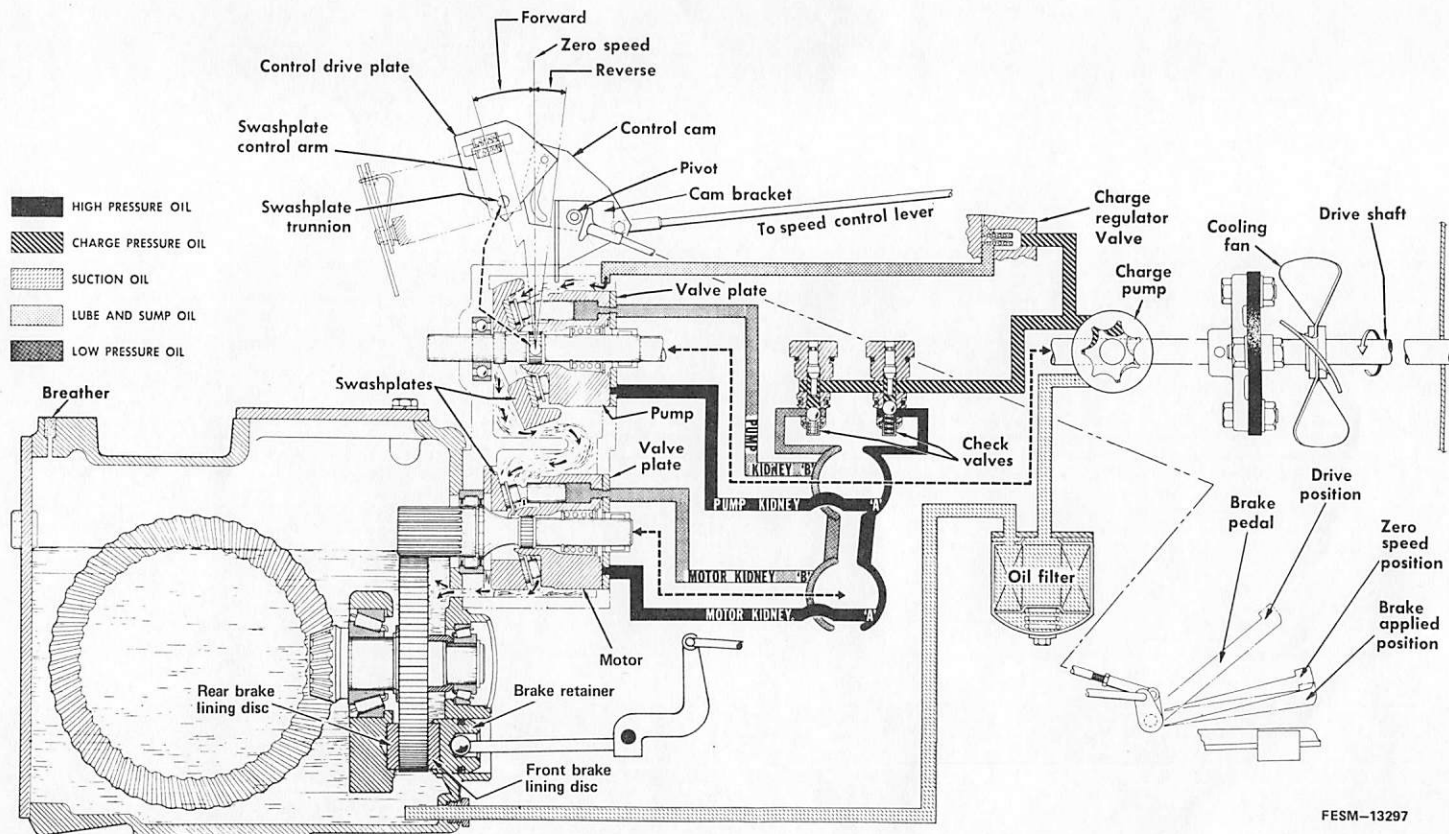 Forward
Zero speed
Reverse
Control drive plate
Swashplate
control arm
Control cam
Pivot
Cam bracket
To speed control lever
Swashplate
trunnion
HIGH PRESSURE OIL
CHARGE PRESSURE OIL
SUCTION OIL
LUBE AND SUMP OIL
LOW PRESSURE OIL
Charge
regulator
Valve
Cooling
fan
Drive shaft
Charge
pump
Valve plate
Swashplates
Breather
Pump
Valve
plate
PUMP
KIDNEY 'B'
PUMP KIDNEY 'A'
Check
valves
MOTOR KIDNEY 'B'
MOTOR KIDNEY. 'A'
Oil filter
Brake
pedal
Drive
position
Zero
speed
position
Brake
applied
position
Motor
Rear brake
lining disc
Brake retainer
Front brake
lining disc
FESM–13297